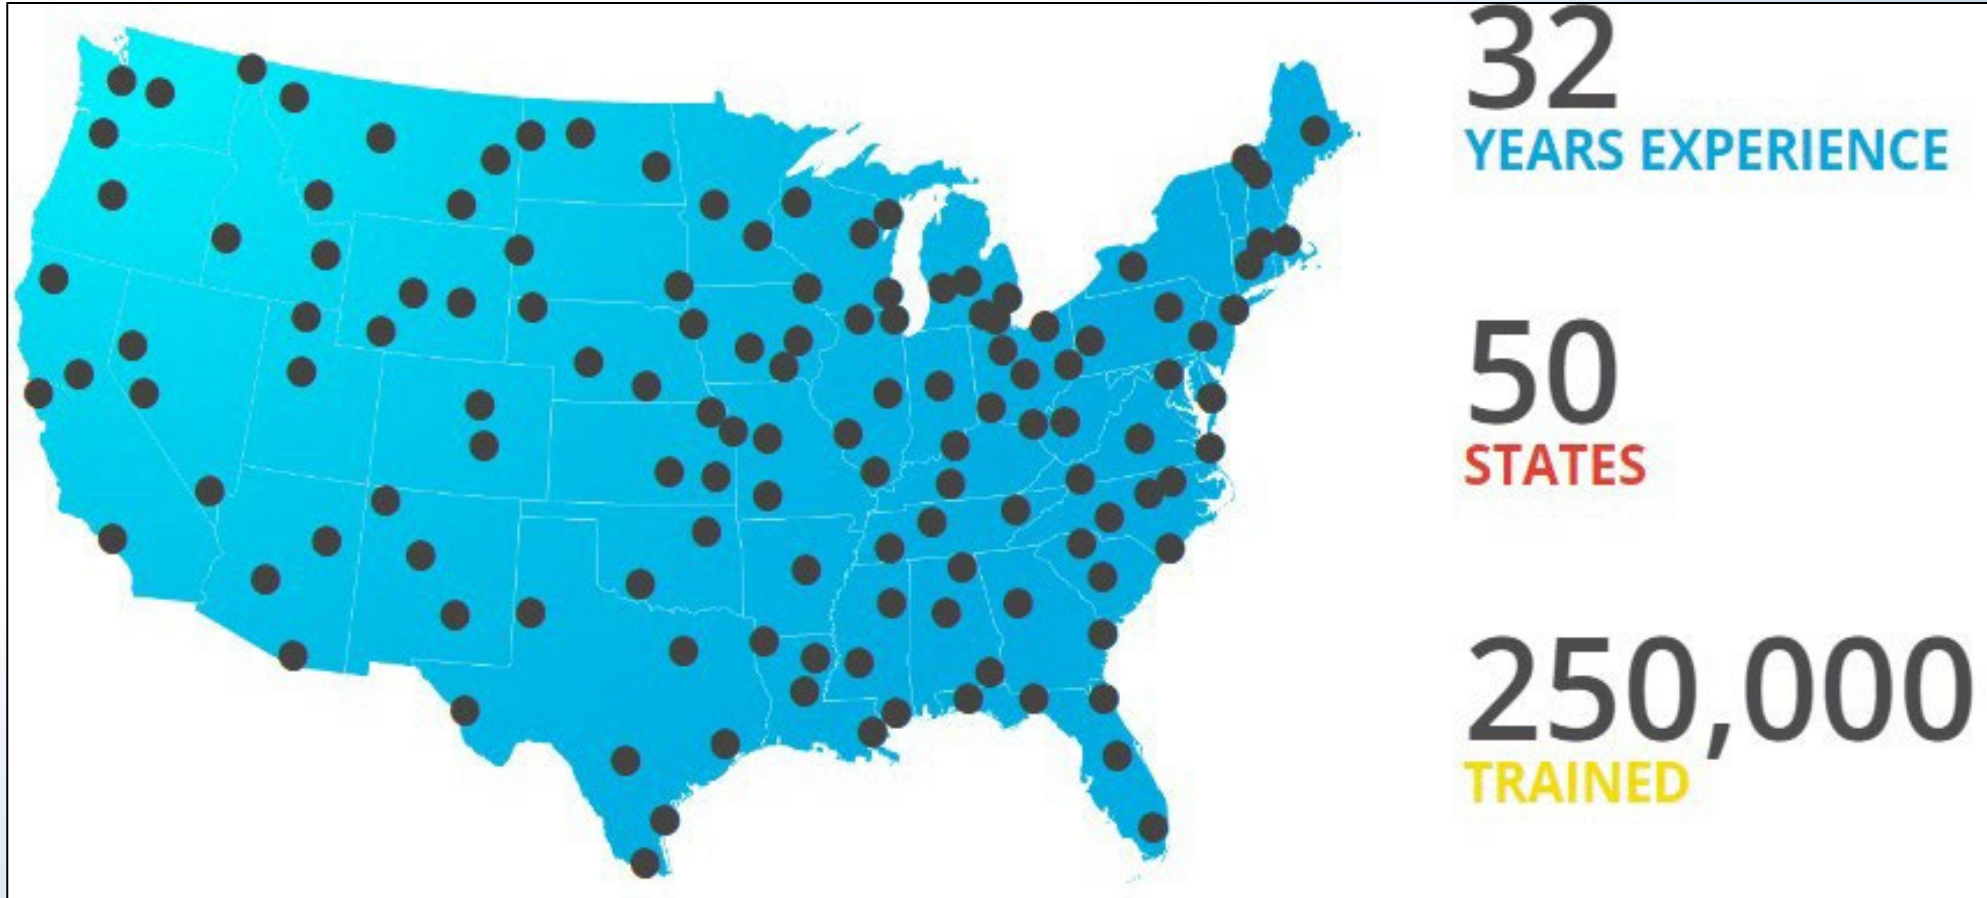 32
YEARS EXPERIENCE
50
STATES
250,000
TRAINED